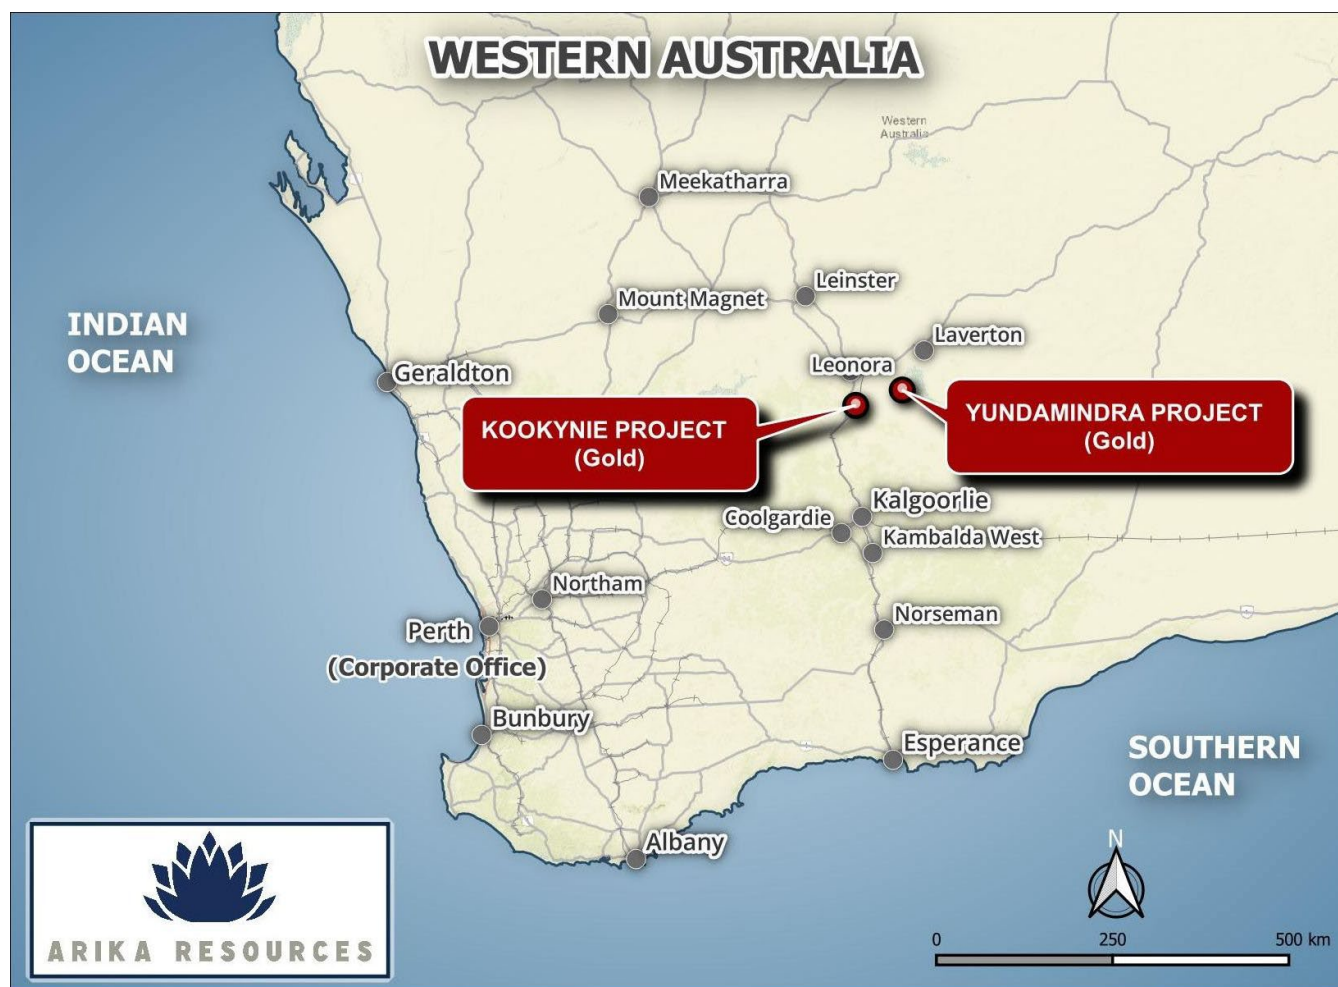 WESTERN AUSTRALIA
Western
Australia
Meekatharra
Leinster
Mount Magnet
INDIAN
OCEAN
Laverton
Leonora
Geraldton
KOOKYNIE PROJECT
(Gold)
YUNDAMINDRA PROJECT
(Gold)
Kalgoorlie
Coolgardie
Kambalda West
Northam
Norseman
Perth
(Corporate Office)
Bunbury
Esperance
SOUTHERN
OCEAN
Albany
N
ARIKA RESOURCES
0 250 500 km